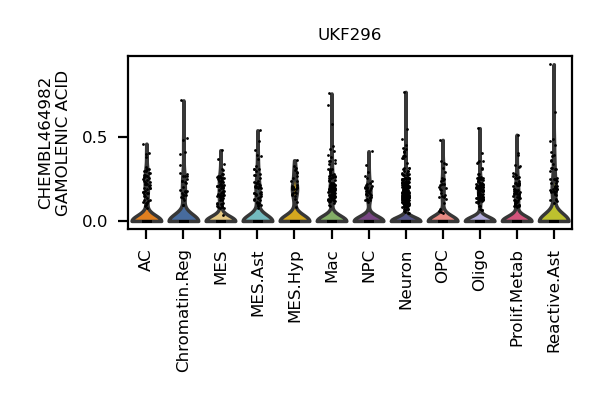 UKF296
CHEMBL464982
GAMOLENIC ACID
0.5
0.0
AC
Chromatin.Reg
MES
MES.Ast
MES.Hyp
Mac
NPC
Neuron
OPC
Oligo
Prolif.Metab
Reactive.Ast